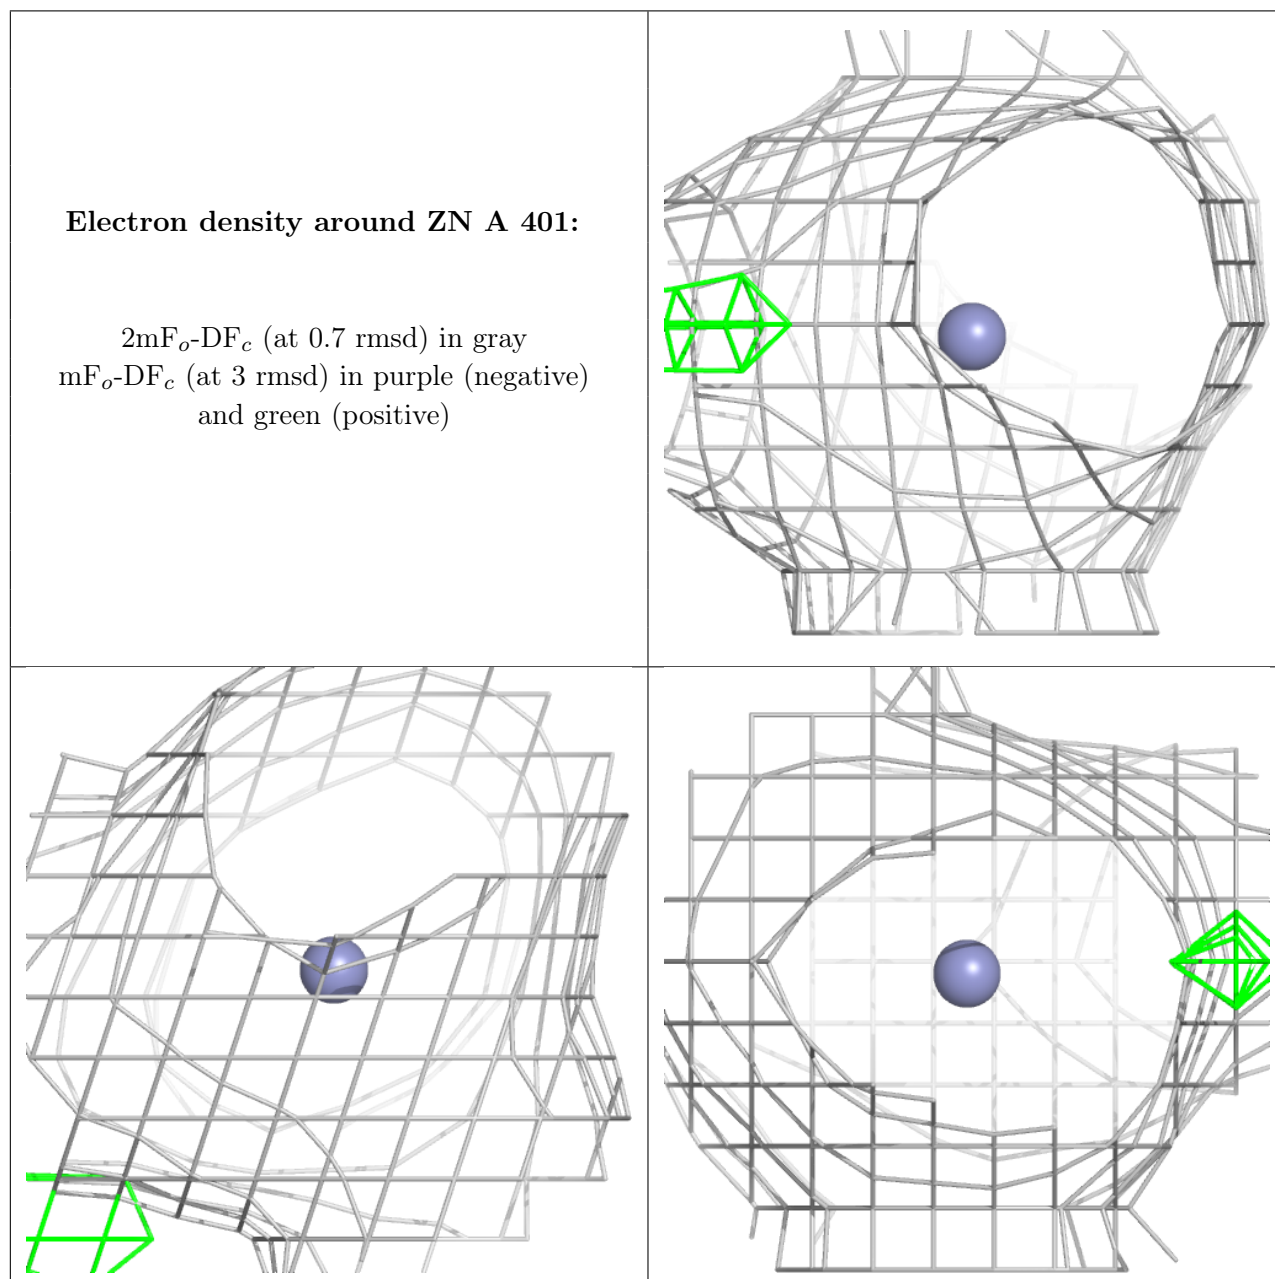 Electron density around ZN A 401:
2mFo-DFc (at 0.7 rmsd) in gray
mFo-DFc (at 3 rmsd) in purple (negative)
and green (positive)